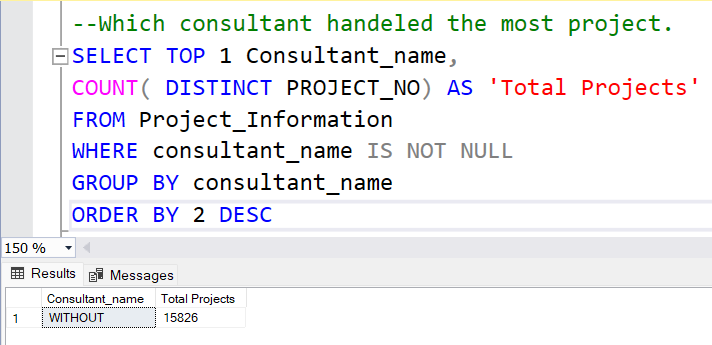 --Which consultant handeled the most project.
SELECT TOP 1 Consultant_name,
COUNT( DISTINCT PROJECT_NO) AS 'Total Projects'
FROM Project_Information
WHERE consultant_name IS NOT NULL
GROUP BY consultant_name
ORDER BY 2 DESC
150 %
Results Messages
Consultant_name Total Projects
1 WITHOUT 15826